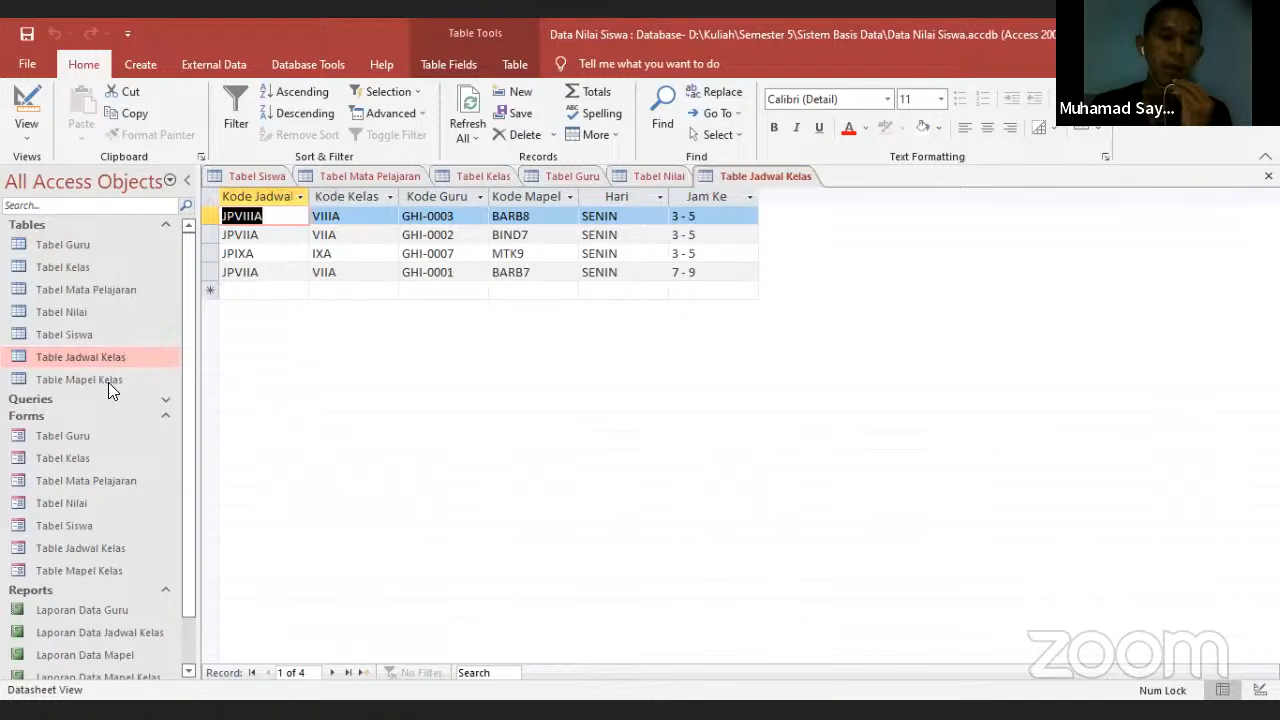 Table Tools
Data Nilai Siswa : Database- D:\Kuliah\Semester 5\Sistem Basis Data\Data Nilai Siswa.accdb (Access 200
File Home Create External Data Database Tools Help Table Fields Table Tell me what you want to do
Muhamad Say...
View
Views
Paste
Cut
Copy
Format Painter
Clipboard
Filter
Ascending
Descending
Remove Sort
Selection
Advanced
Toggle Filter
Sort & Filter
Refresh All
New
Save
Delete
Totals
Spelling
More
Records
Find
Replace
Go To
Select
Find
Calibri (Detail) 11
B I U A
Text Formatting
All Access Objects
Search...
Tables
Tabel Guru
Tabel Kelas
Tabel Mata Pelajaran
Tabel Nilai
Tabel Siswa
Table Jadwal Kelas
Table Mapel Kelas
Queries
Forms
Tabel Guru
Tabel Kelas
Tabel Mata Pelajaran
Tabel Nilai
Tabel Siswa
Table Jadwal Kelas
Table Mapel Kelas
Reports
Laporan Data Guru
Laporan Data Jadwal Kelas
Laporan Data Mapel
Laporan Data Mapel Kelas
Tabel Siswa Tabel Mata Pelajaran Tabel Kelas Tabel Guru Tabel Nilai Table Jadwal Kelas
Kode Jadwal Kode Kelas Kode Guru Kode Mapel Hari Jam Ke
JPVIIIA VIIIA GHI-0003 BARB8 SENIN 3 - 5
JPVIIA VIIA GHI-0002 BIND7 SENIN 3 - 5
JPIXA IXA GHI-0007 MTK9 SENIN 3 - 5
JPVIIA VIIA GHI-0001 BARB7 SENIN 7 - 9
Record: 1 of 4 No Filter Search
zoom
Datasheet View
Num Lock